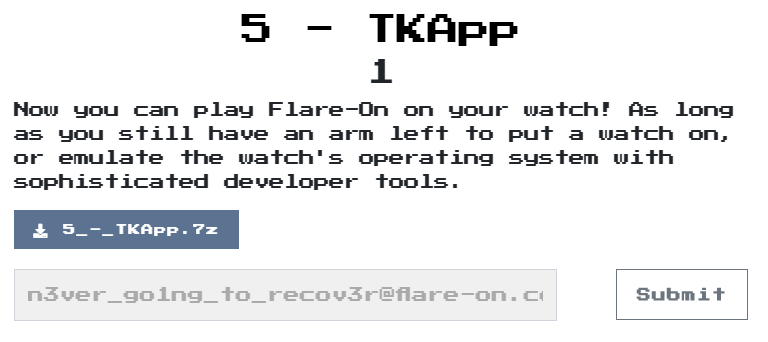 5 - TKApp
1
Now you can play Flare-On on your watch! As long
as you still have an arm left to put a watch on,
or emulate the watch's operating system with
sophisticated developer tools.
5_-_TKApp.7z
n3ver_go1ng_to_recov3r@flare-on.c
Submit